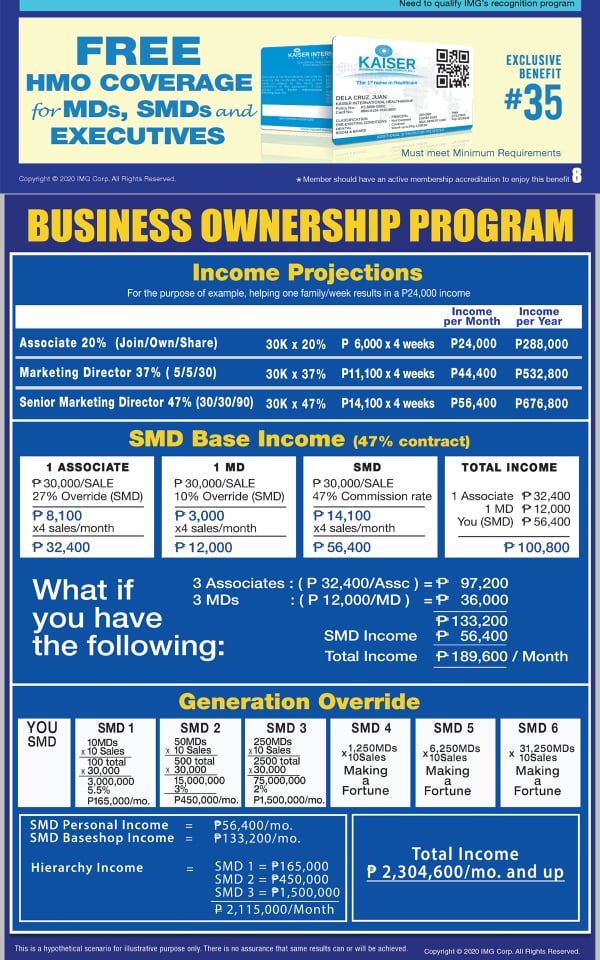 Need to qualify IMG's recognition program
FREE
HMO COVERAGE
for MDs, SMDs and
EXECUTIVES
KAISER INTERN
KAISER
The 1st name in Healthcare
DELA CRUZ, JUAN
KAISER INTERNATIONAL HEALTHGROUP
EXCLUSIVE
BENEFIT
#35
Must meet Minimum Requirements
Copyright © 2020 IMG Corp. All Rights Reserved.
★ Member should have an active membership accreditation to enjoy this benefit 8
BUSINESS OWNERSHIP PROGRAM
Income Projections
For the purpose of example, helping one family/week results in a P24,000 income
Income per Month Income per Year
Associate 20% (Join/Own/Share) 30K x 20% P 6,000 x 4 weeks P24,000 P288,000
Marketing Director 37% ( 5/5/30) 30K x 37% P11,100 x 4 weeks P44,400 P532,800
Senior Marketing Director 47% (30/30/90) 30K x 47% P14,100 x 4 weeks P56,400 P676,800
SMD Base Income (47% contract)
1 ASSOCIATE
₱ 30,000/SALE
27% Override (SMD)
₱ 8,100
x4 sales/month
₱ 32,400
1 MD
₱ 30,000/SALE
10% Override (SMD)
₱ 3,000
x4 sales/month
₱ 12,000
SMD
₱ 30,000/SALE
47% Commission rate
₱ 14,100
x4 sales/month
₱ 56,400
TOTAL INCOME
1 Associate ₱ 32,400
1 MD ₱ 12,000
You (SMD) ₱ 56,400
₱ 100,800
What if
you have
the following:
3 Associates : ( P 32,400/Assc ) = ₱ 97,200
3 MDs : ( P 12,000/MD ) = ₱ 36,000
₱ 133,200
SMD Income ₱ 56,400
Total Income ₱ 189,600 / Month
Generation Override
YOU
SMD
SMD 1
10MDs
x 10 Sales
100 total
x 30,000
3,000,000
5.5%
P165,000/mo.
SMD 2
50MDs
x 10 Sales
500 total
x 30,000
15,000,000
3%
P450,000/mo.
SMD 3
250MDs
x 10 Sales
2500 total
x 30,000
75,000,000
2%
P1,500,000/mo.
SMD 4
1,250MDs
x 10Sales
Making
a
Fortune
SMD 5
6,250MDs
x 10Sales
Making
a
Fortune
SMD 6
31,250MDs
x 10Sales
Making
a
Fortune
SMD Personal Income = ₱56,400/mo.
SMD Baseshop Income = ₱133,200/mo.
Hierarchy Income = SMD 1 = ₱165,000
SMD 2 = ₱450,000
SMD 3 = ₱1,500,000
₱ 2,115,000/Month
Total Income
₱ 2,304,600/mo. and up
This is a hypothetical scenario for illustrative purpose only. There is no assurance that same results can or will be achieved.
Copyright © 2020 IMG Corp. All Rights Reserved.